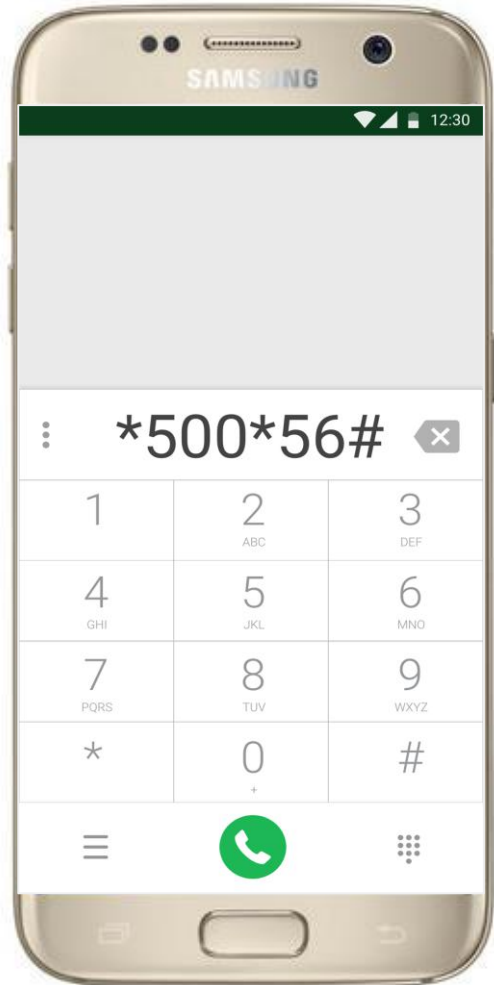 SAMSUNG
12:30
*500*56#
1 2 3
ABC DEF
4 5 6
GHI JKL MNO
7 8 9
PQRS TUV WXYZ
* 0 #
+